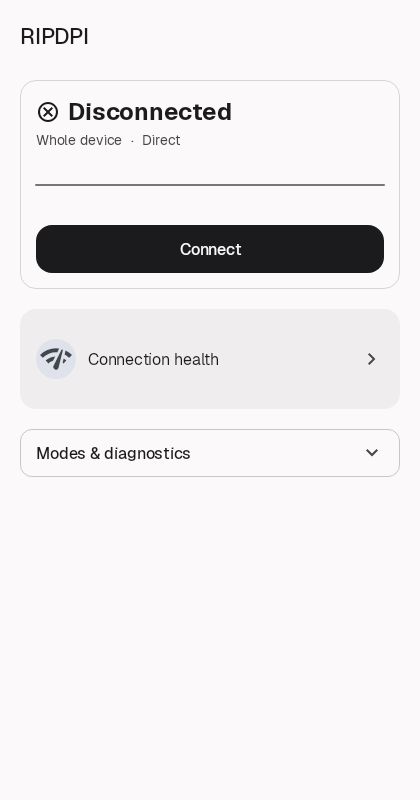 RIPDPI
Disconnected
Whole device · Direct
Connect
Connection health
Modes & diagnostics